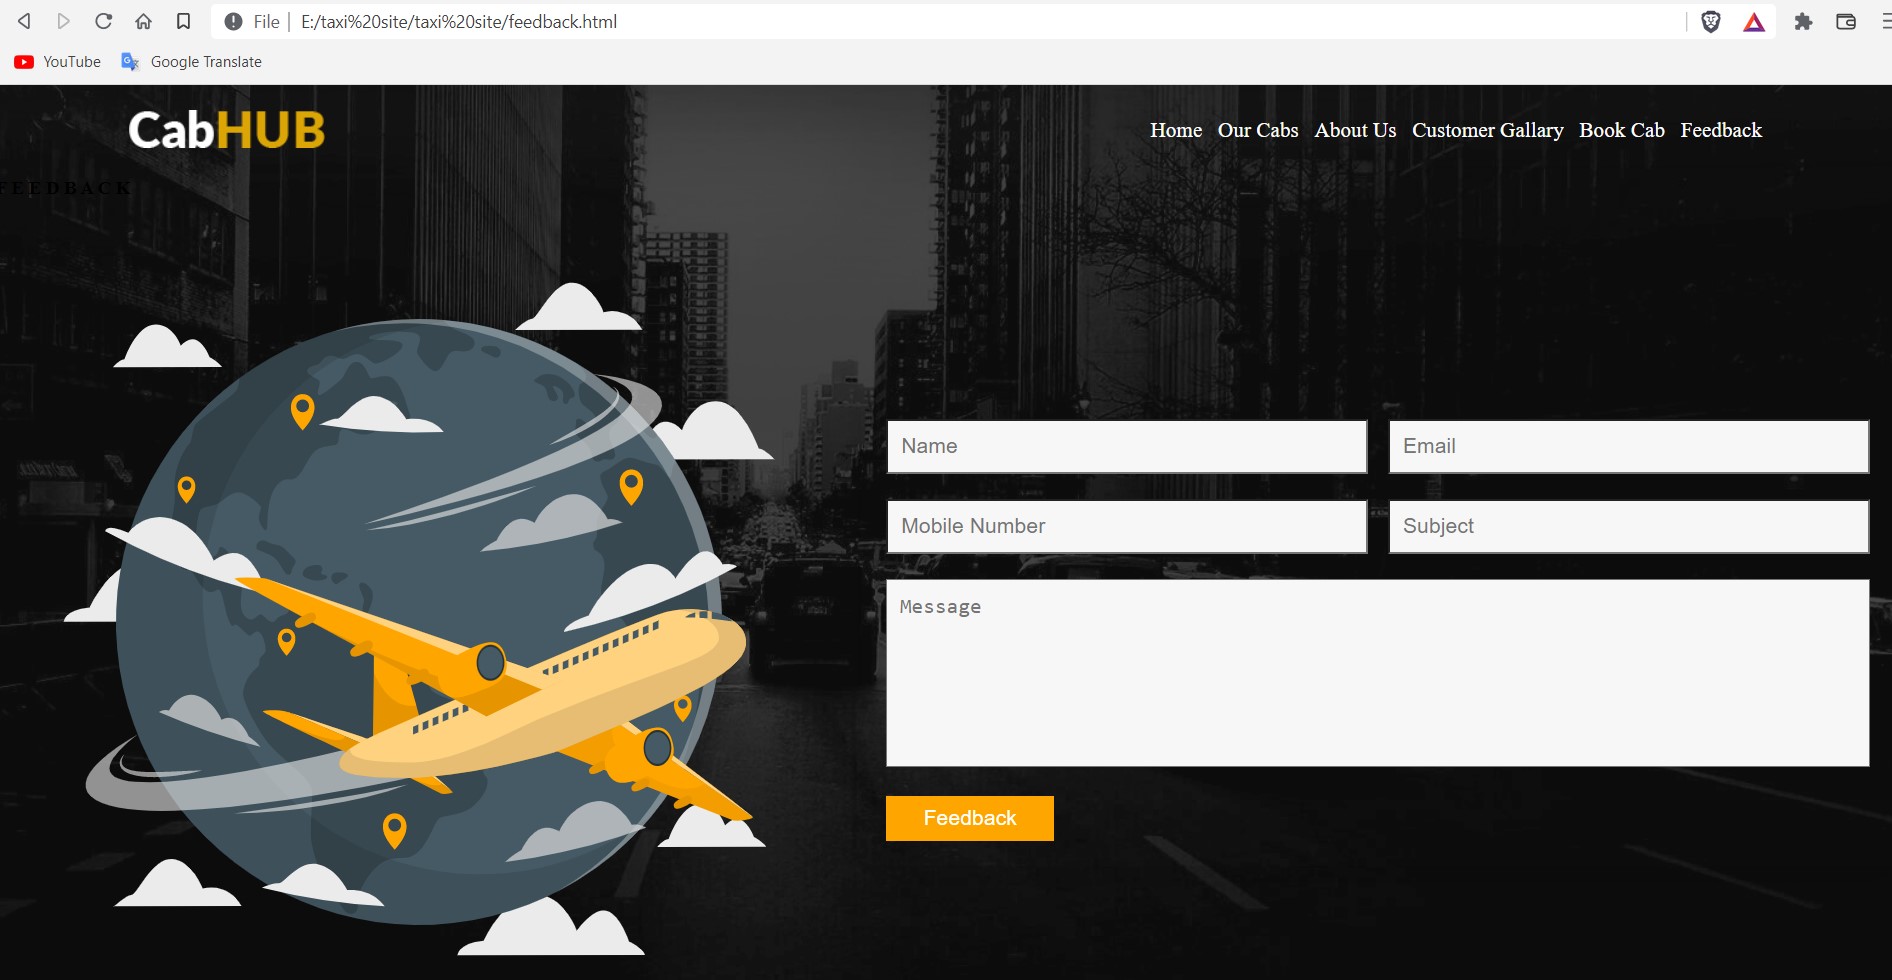 File | E:/taxi%20site/taxi%20site/feedback.html
YouTube Google Translate
CabHUB
Home Our Cabs About Us Customer Gallary Book Cab Feedback
FEEDBACK
Name Email
Mobile Number Subject
Message
Feedback